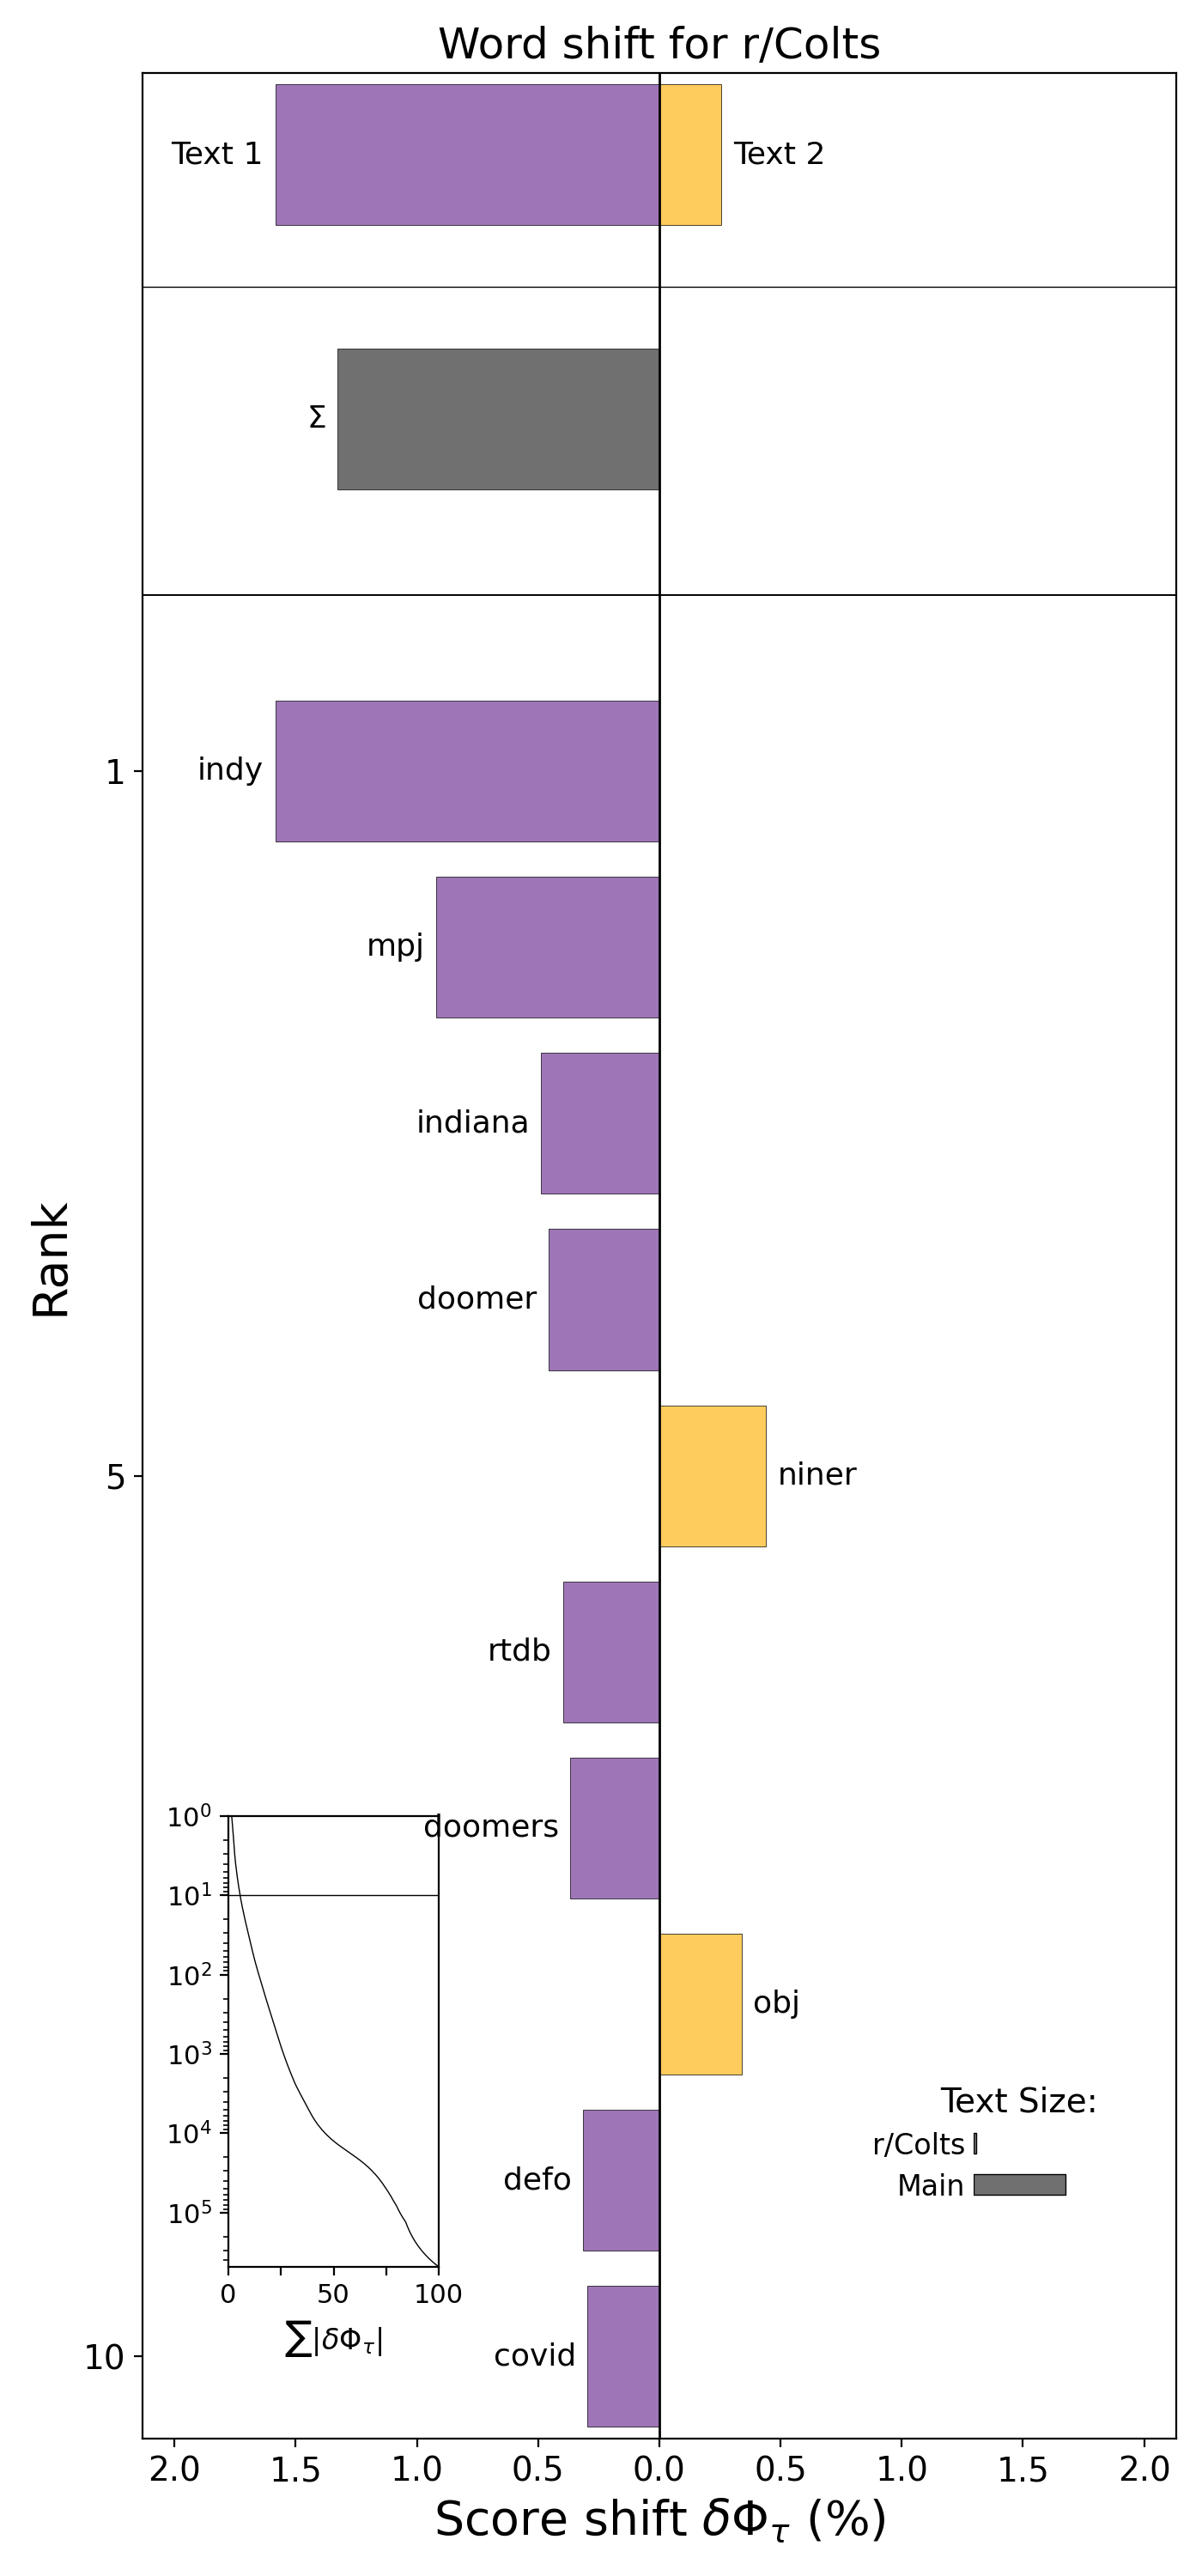 Word shift for r/Colts
Text 1
Text 2
Σ
1
indy
mpj
indiana
doomer
5
niner
rtdb
doomers
obj
defo
10
covid
Rank
10⁰
10¹
10²
10³
10⁴
10⁵
0 50 100
∑|δΦ_τ|
Text Size:
r/Colts
Main
2.0 1.5 1.0 0.5 0.0 0.5 1.0 1.5 2.0
Score shift δΦ_τ (%)